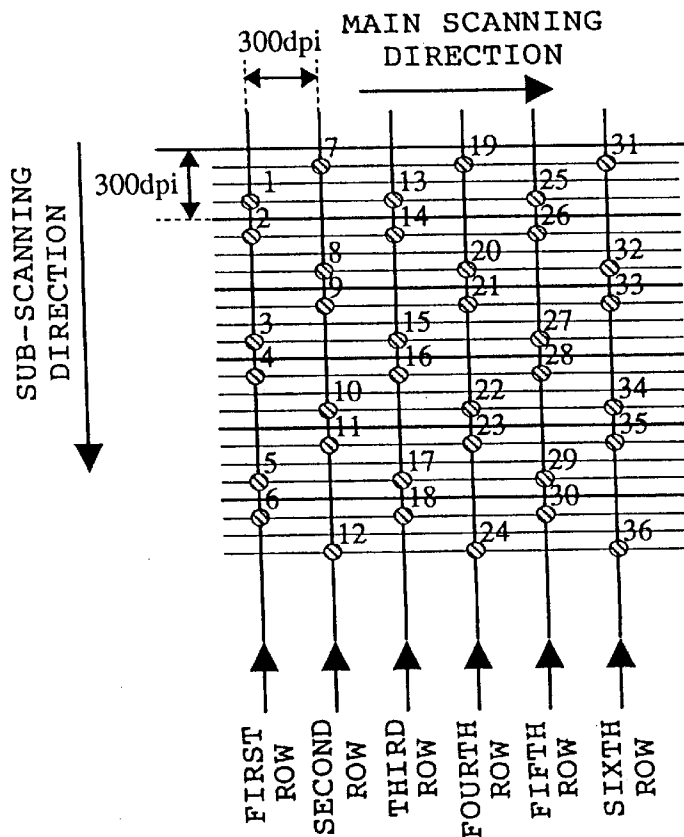 MAIN SCANNING
DIRECTION
300dpi
300dpi
SUB-SCANNING
DIRECTION
7 19 31
1 13 25
2 14 26
8 20 32
9 21 33
3 15 27
4 16 28
10 22 34
11 23 35
5 17 29
6 18 30
12 24 36
FIRST
ROW
SECOND
ROW
THIRD
ROW
FOURTH
ROW
FIFTH
ROW
SIXTH
ROW